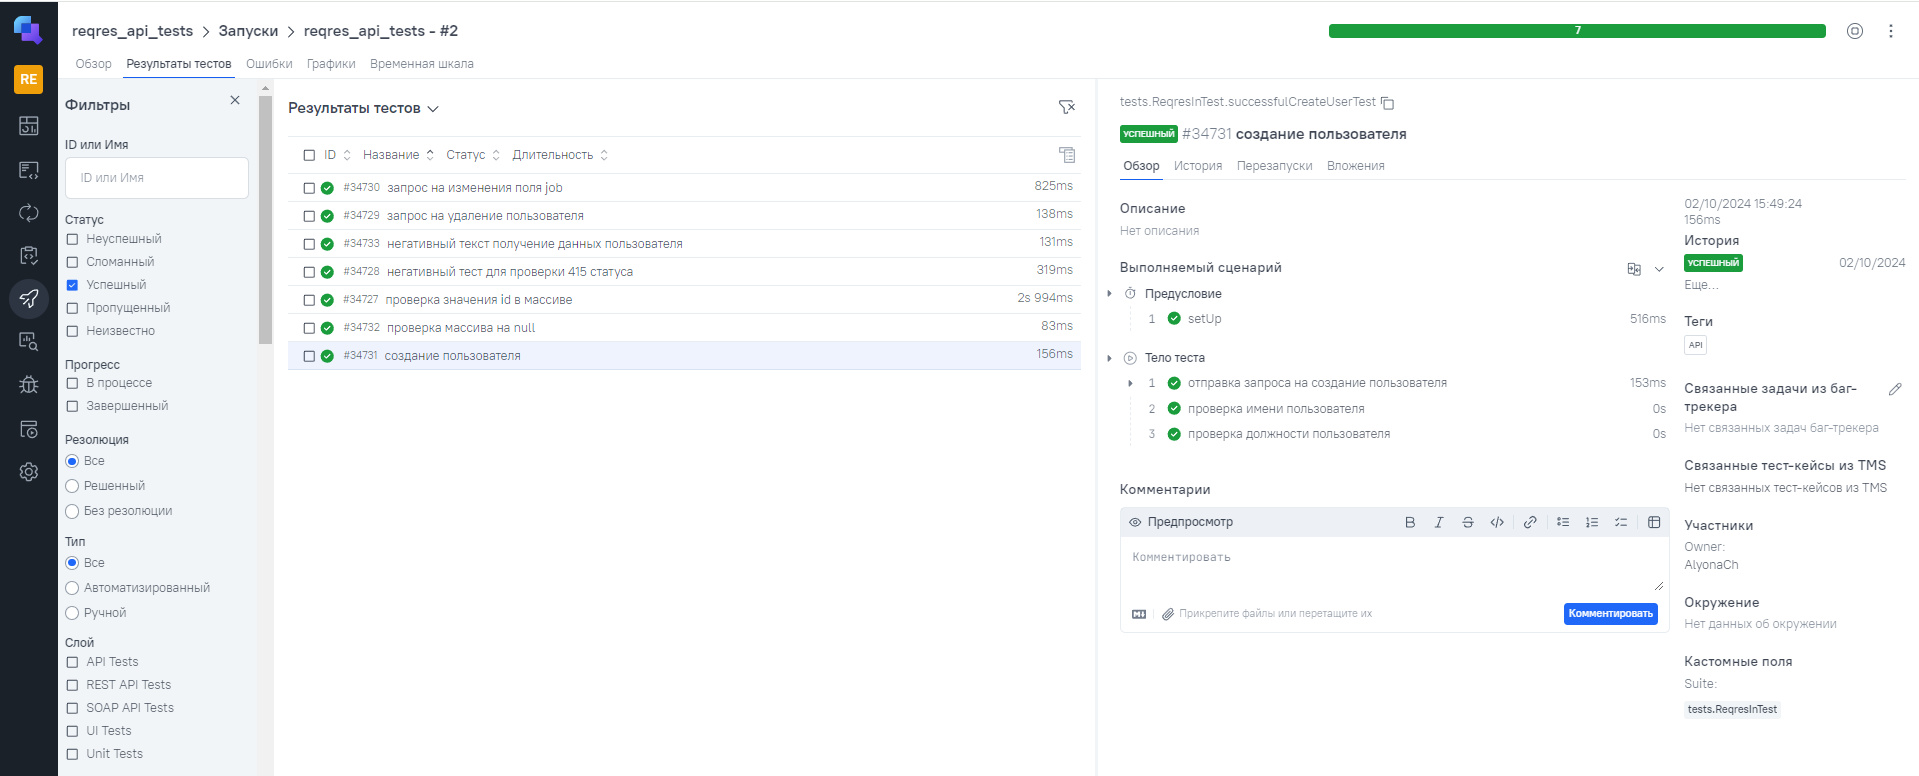 reqres_api_tests > Запуски > reqres_api_tests - #2
7
RE
Обзор Результаты тестов Ошибки Графики Временная шкала
Фильтры
ID или Имя
ID или Имя
Статус
Неуспешный
Сломанный
Успешный
Пропущенный
Неизвестно
Прогресс
В процессе
Завершенный
Резолюция
Все
Решенный
Без резолюции
Тип
Все
Автоматизированный
Ручной
Слой
API Tests
REST API Tests
SOAP API Tests
UI Tests
Unit Tests
Результаты тестов
ID Название Статус Длительность
#34730 запрос на изменения поля job 825ms
#34729 запрос на удаление пользователя 138ms
#34733 негативный текст получение данных пользователя 131ms
#34728 негативный тест для проверки 415 статуса 319ms
#34727 проверка значения id в массиве 2s 994ms
#34732 проверка массива на null 83ms
#34731 создание пользователя 156ms
tests.ReqresInTest.successfulCreateUserTest
УСПЕШНЫЙ #34731 создание пользователя
Обзор История Перезапуски Вложения
Описание
Нет описания
Выполняемый сценарий
Предусловие
1 setUp 516ms
Тело теста
1 отправка запроса на создание пользователя 153ms
2 проверка имени пользователя 0s
3 проверка должности пользователя 0s
Комментарии
Предпросмотр
Комментировать
Прикрепите файлы или перетащите их
Комментировать
02/10/2024 15:49:24
156ms
История
УСПЕШНЫЙ 02/10/2024
Еще...
Теги
API
Связанные задачи из баг-
трекера
Нет связанных задач баг-трекера
Связанные тест-кейсы из TMS
Нет связанных тест-кейсов из TMS
Участники
Owner:
AlyonaCh
Окружение
Нет данных об окружении
Кастомные поля
Suite:
tests.ReqresInTest